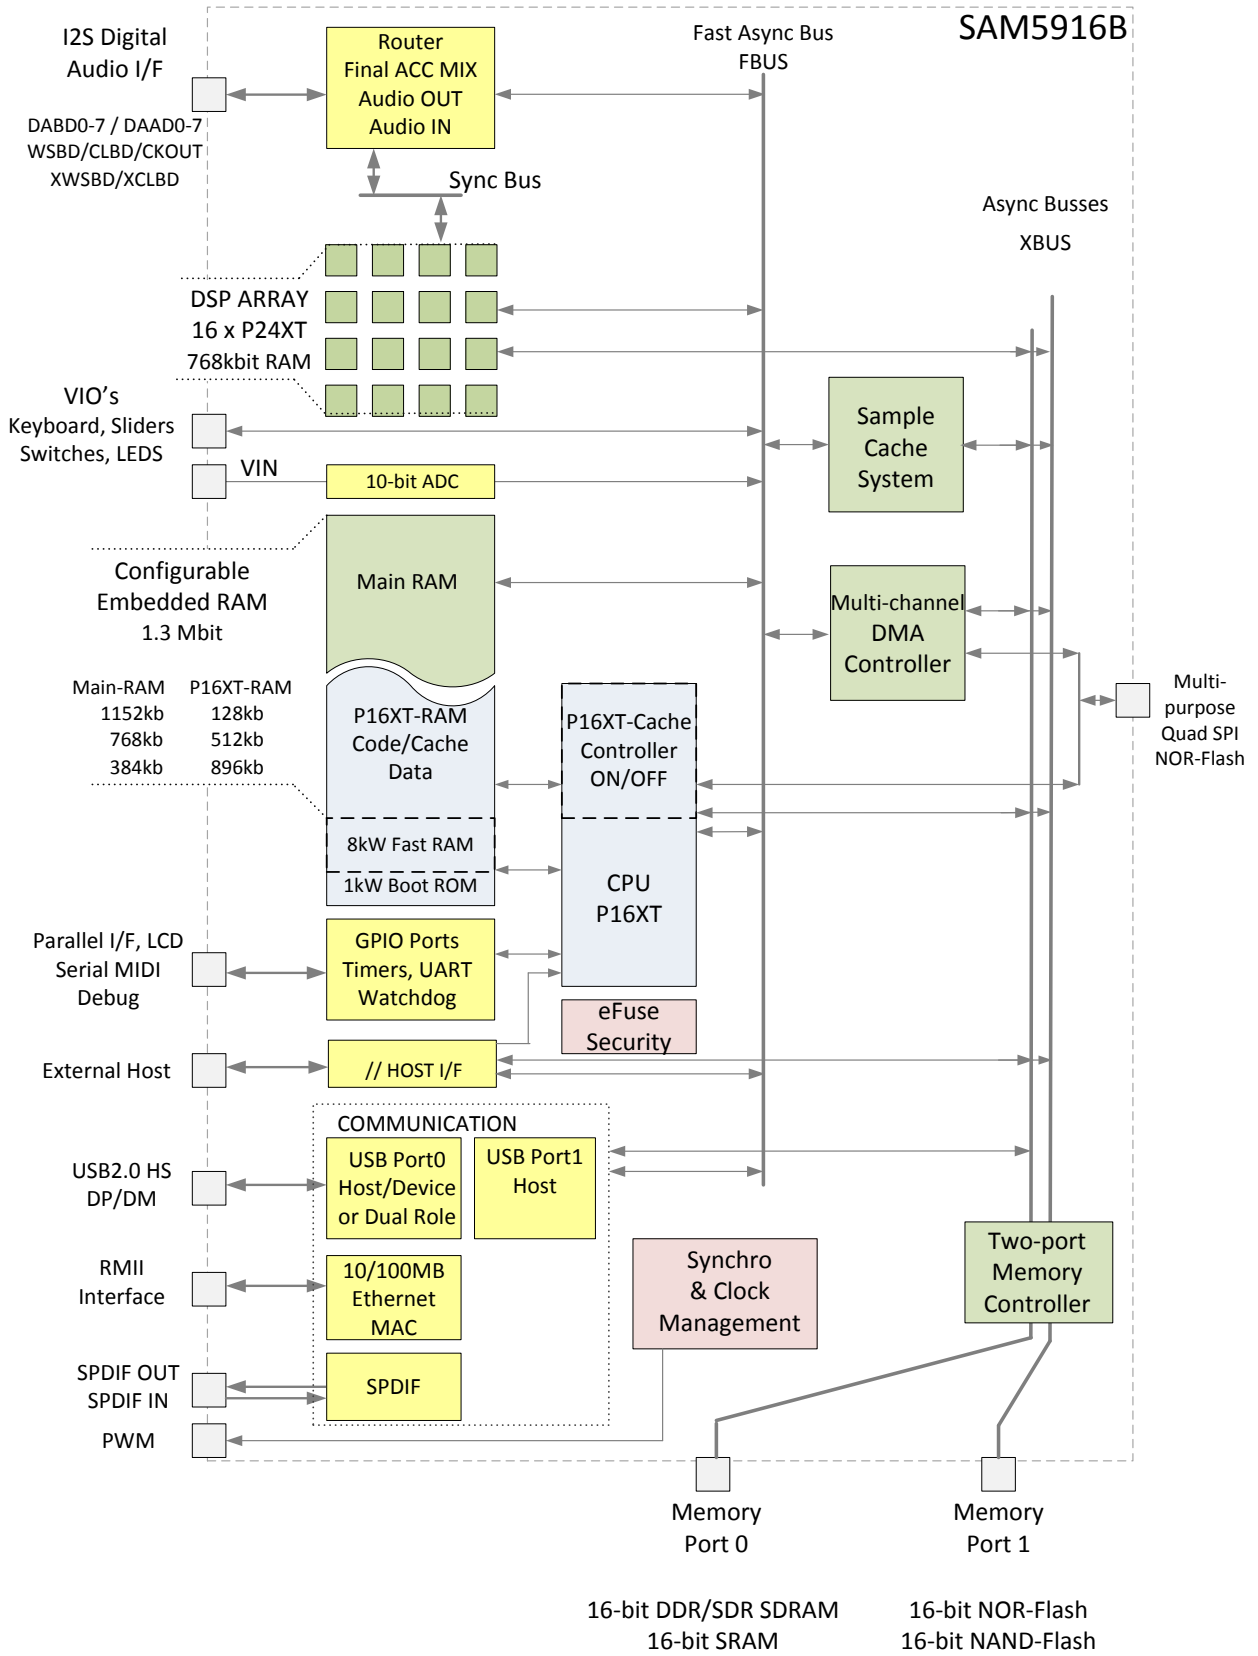 SAM5916B
I2S Digital
Audio I/F
DABD0-7 / DAAD0-7
WSBD/CLBD/CKOUT
XWSBD/XCLBD
Router
Final ACC MIX
Audio OUT
Audio IN
Fast Async Bus
FBUS
Sync Bus
Async Busses
XBUS
DSP ARRAY
16 x P24XT
768kbit RAM
VIO's
Keyboard, Sliders
Switches, LEDS
VIN
10-bit ADC
Sample
Cache
System
Configurable
Embedded RAM
1.3 Mbit
Main RAM
Multi-channel
DMA
Controller
Main-RAM P16XT-RAM
1152kb 128kb
768kb 512kb
384kb 896kb
P16XT-RAM
Code/Cache
Data
P16XT-Cache
Controller
ON/OFF
Multi-
purpose
Quad SPI
NOR-Flash
8kW Fast RAM
1kW Boot ROM
CPU
P16XT
Parallel I/F, LCD
Serial MIDI
Debug
GPIO Ports
Timers, UART
Watchdog
eFuse
Security
External Host
// HOST I/F
COMMUNICATION
USB2.0 HS
DP/DM
USB Port0
Host/Device
or Dual Role
USB Port1
Host
RMII
Interface
10/100MB
Ethernet
MAC
Synchro
& Clock
Management
Two-port
Memory
Controller
SPDIF OUT
SPDIF IN
SPDIF
PWM
Memory
Port 0
Memory
Port 1
16-bit DDR/SDR SDRAM
16-bit SRAM
16-bit NOR-Flash
16-bit NAND-Flash